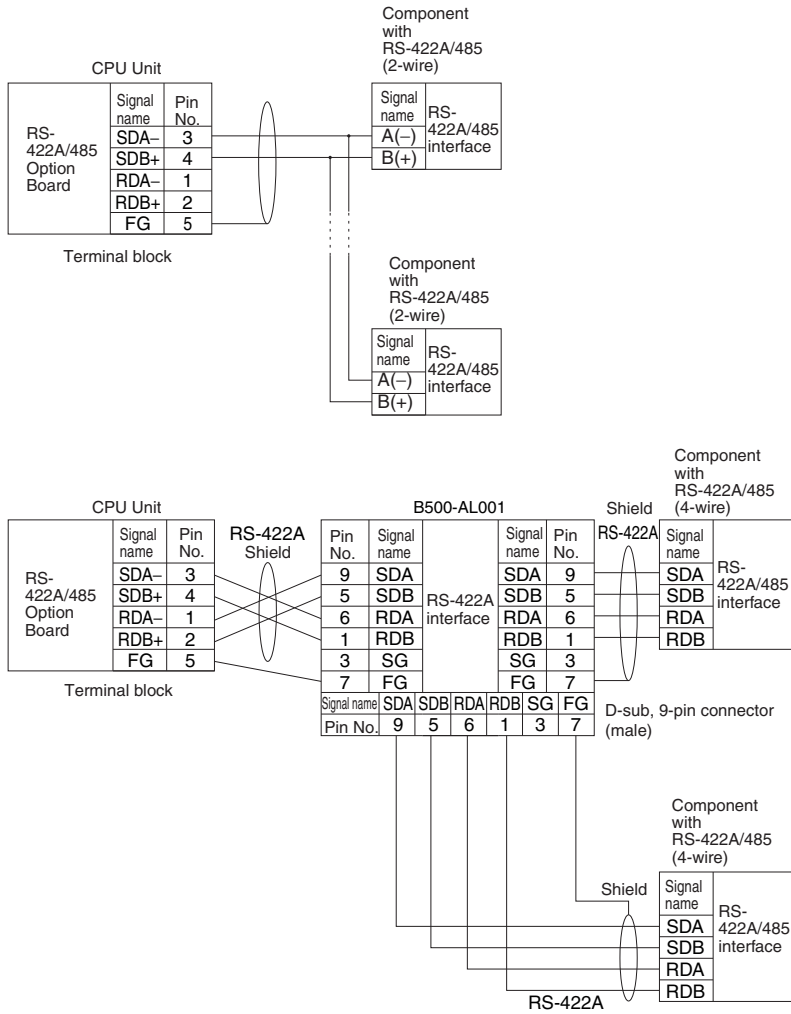 Component
with
RS-422A/485
(2-wire)
CPU Unit
RS-
422A/485
Option
Board
Signal
name
Pin
No.
SDA− 3
SDB+ 4
RDA− 1
RDB+ 2
FG 5
Terminal block
Signal
name
A(−)
B(+)
RS-
422A/485
interface
Component
with
RS-422A/485
(2-wire)
Signal
name
A(−)
B(+)
RS-
422A/485
interface
CPU Unit
RS-
422A/485
Option
Board
Signal
name
Pin
No.
SDA− 3
SDB+ 4
RDA− 1
RDB+ 2
FG 5
Terminal block
RS-422A
Shield
B500-AL001
Pin
No.
Signal
name
9 SDA
5 SDB
6 RDA
1 RDB
3 SG
7 FG
RS-422A
interface
Signal
name
Pin
No.
SDA 9
SDB 5
RDA 6
RDB 1
SG 3
FG 7
Signal name SDA SDB RDA RDB SG FG
Pin No. 9 5 6 1 3 7
D-sub, 9-pin connector
(male)
Shield
RS-422A
Component
with
RS-422A/485
(4-wire)
Signal
name
SDA
SDB
RDA
RDB
RS-
422A/485
interface
Component
with
RS-422A/485
(4-wire)
Shield
Signal
name
SDA
SDB
RDA
RDB
RS-
422A/485
interface
RS-422A